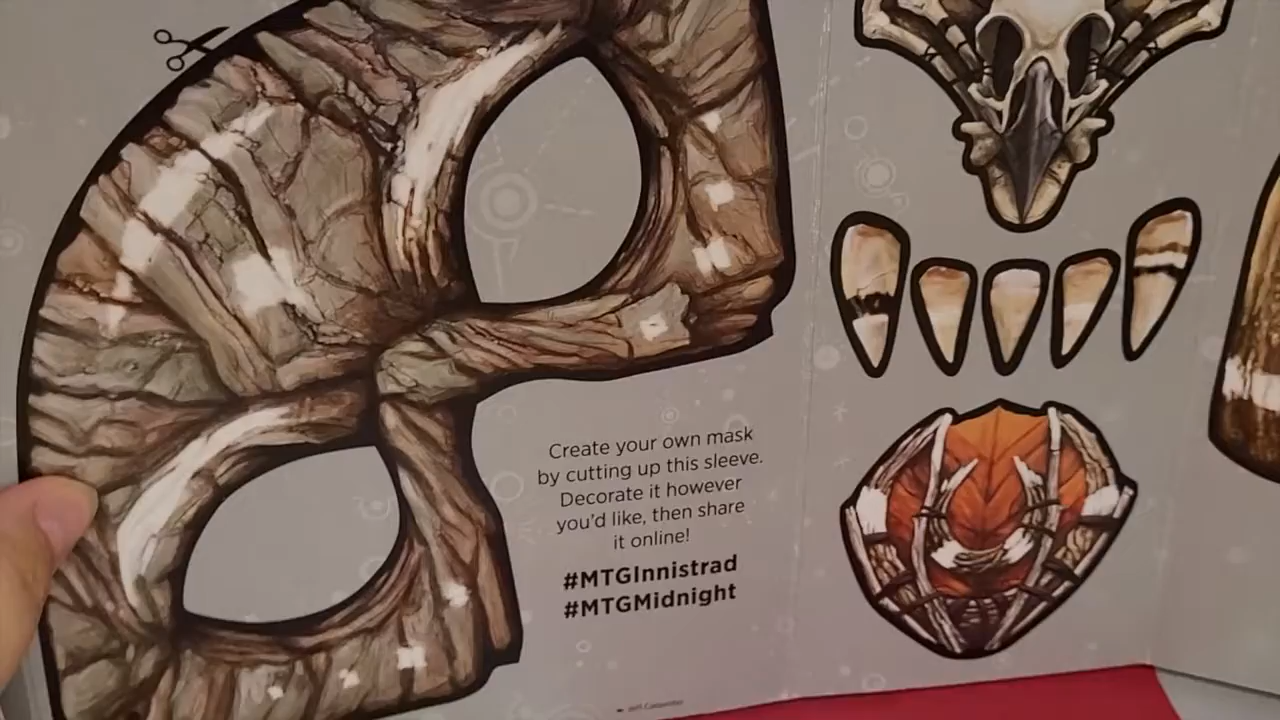 Create your own mask
by cutting up this sleeve.
Decorate it however
you'd like, then share
it online!
#MTGInnistrad
#MTGMidnight